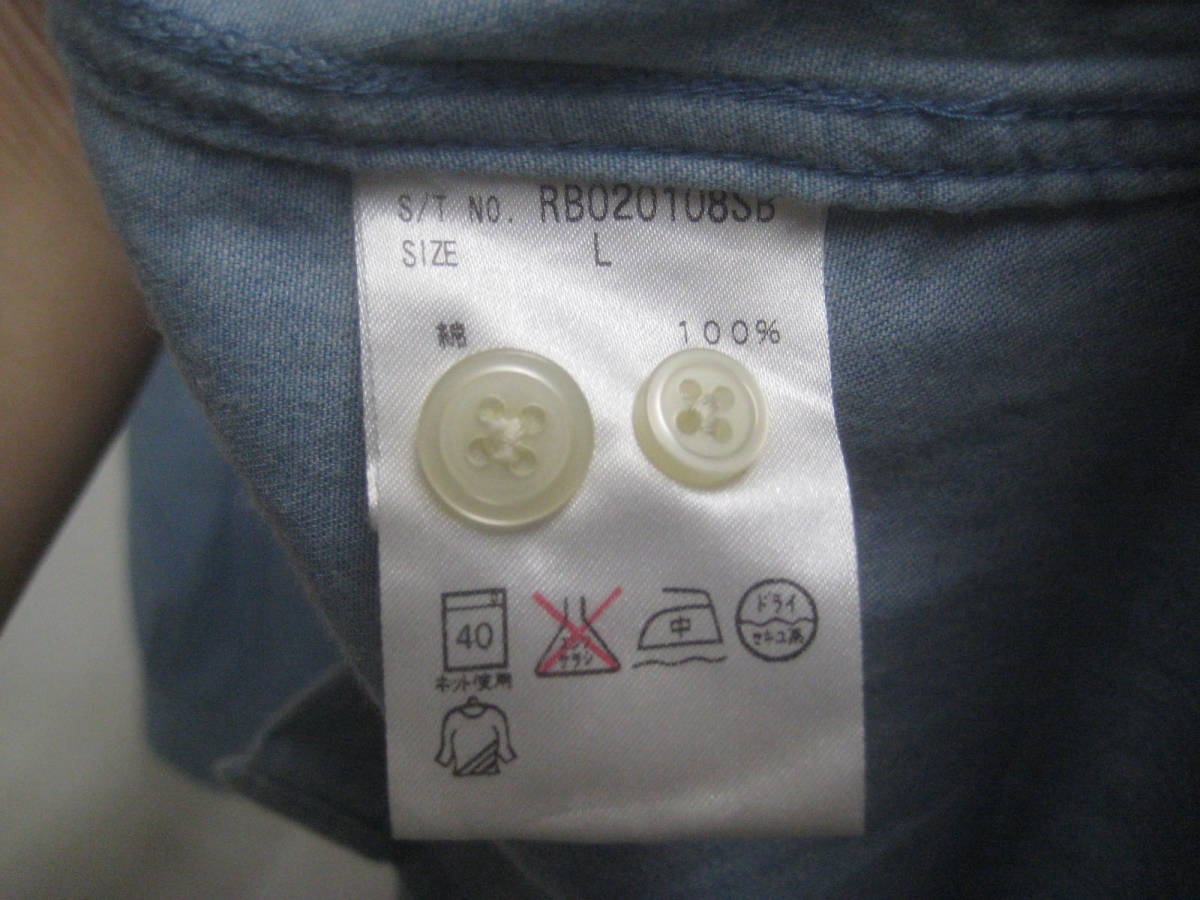 S/T NO. RB020108SB
SIZE L
綿 100%
40
エンソ
サラシ
中
ドライ
セキユ系
ネット使用